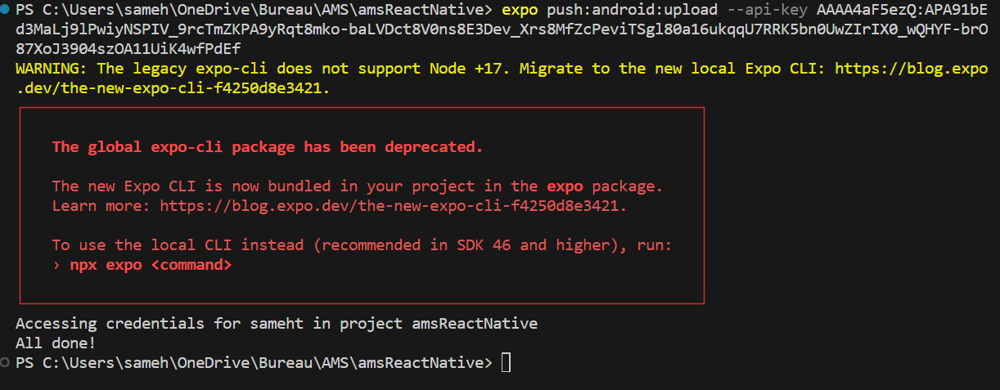 PS C:\Users\sameh\OneDrive\Bureau\AMS\amsReactNative> expo push:android:upload --api-key AAAA4aF5ezQ:APA91bE
d3MaLj9lPwiyNSPIV_9rcTmZKPA9yRqt8mko-baLVDct8V0ns8E3Dev_Xrs8MfZcPeviTSgl80a16ukqqU7RRK5bn0UwZIrIX0_wQHYF-brO
87XoJ3904szOA11UiK4wfPdEf
WARNING: The legacy expo-cli does not support Node +17. Migrate to the new local Expo CLI: https://blog.expo
.dev/the-new-expo-cli-f4250d8e3421.
The global expo-cli package has been deprecated.
The new Expo CLI is now bundled in your project in the expo package.
Learn more: https://blog.expo.dev/the-new-expo-cli-f4250d8e3421.
To use the local CLI instead (recommended in SDK 46 and higher), run:
› npx expo <command>
Accessing credentials for sameht in project amsReactNative
All done!
PS C:\Users\sameh\OneDrive\Bureau\AMS\amsReactNative>